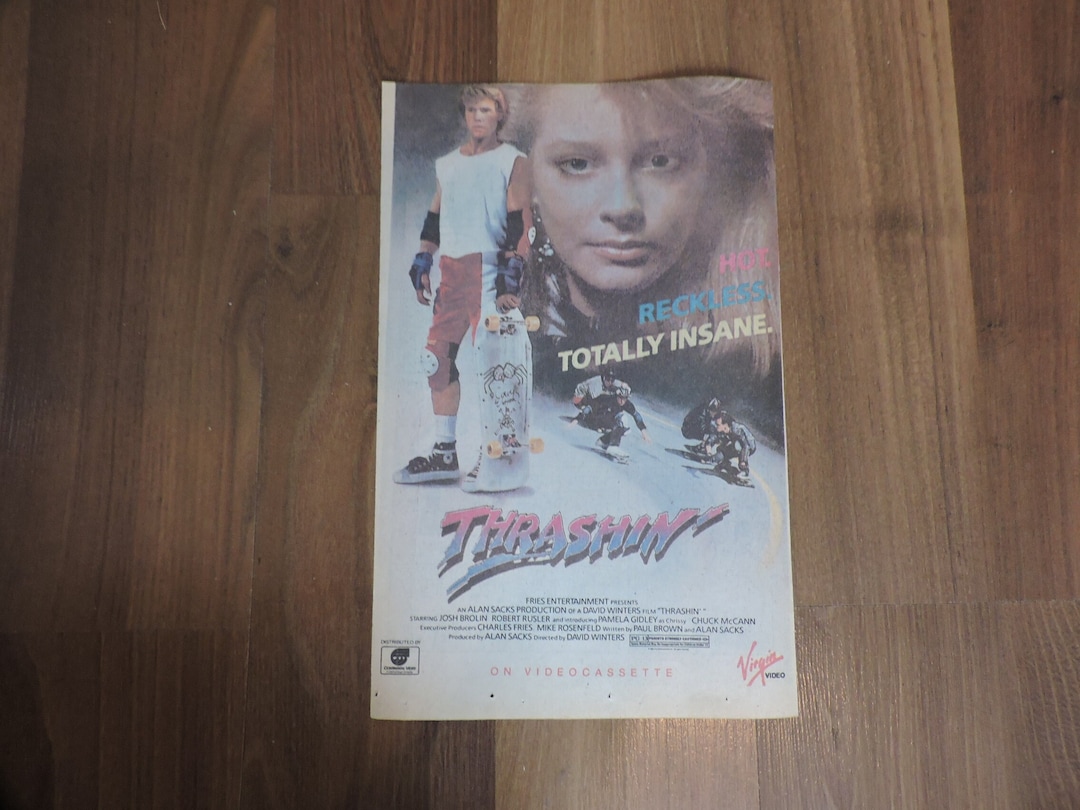 HOT.
RECKLESS.
TOTALLY INSANE.
THRASHIN'
FRIES ENTERTAINMENT PRESENTS
AN ALAN SACKS PRODUCTION OF A DAVID WINTERS FILM "THRASHIN'"
STARRING JOSH BROLIN ROBERT RUSLER and introducing PAMELA GIDLEY as Chrissy CHUCK McCANN
Executive Producers CHARLES FRIES MIKE ROSENFELD Written by PAUL BROWN and ALAN SACKS
Produced by ALAN SACKS Directed by DAVID WINTERS
PARENTS STRONGLY CAUTIONED
DISTRIBUTED BY
ON VIDEOCASSETTE
Virgin
VIDEO